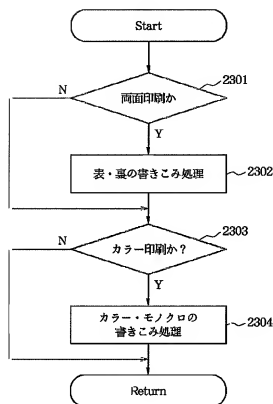 Start
2301
N
両面印刷か
Y
表・裏の書きこみ処理
2302
2303
N
カラー印刷か？
Y
カラー・モノクロの
書きこみ処理
2304
Return